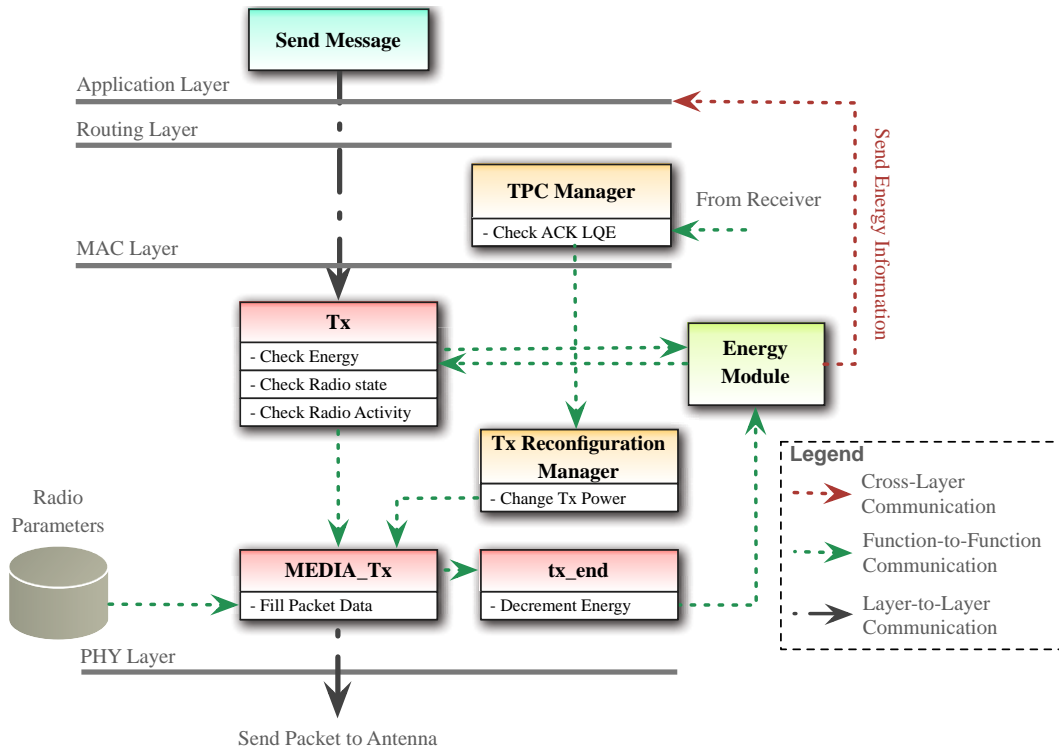 Send Message
Application Layer
Routing Layer
TPC Manager
- Check ACK LQE
From Receiver
Send Energy Information
MAC Layer
Tx
- Check Energy
- Check Radio state
- Check Radio Activity
Energy
Module
Tx Reconfiguration
Manager
- Change Tx Power
Legend
Cross-Layer
Communication
Function-to-Function
Communication
Layer-to-Layer
Communication
Radio
Parameters
MEDIA_Tx
- Fill Packet Data
tx_end
- Decrement Energy
PHY Layer
Send Packet to Antenna